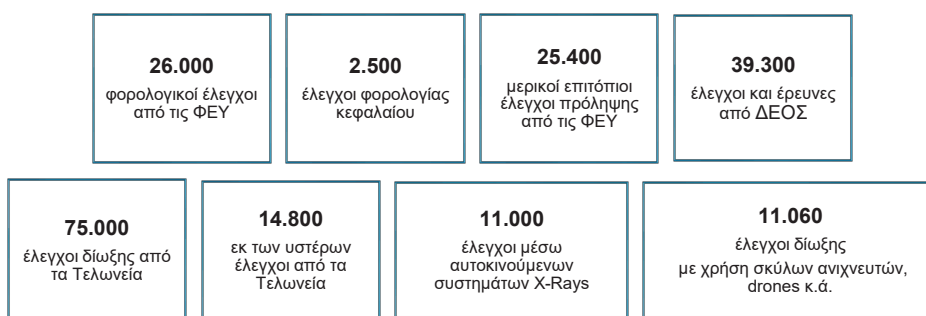 26.000
φορολογικοί έλεγχοι
από τις ΦΕΥ
2.500
έλεγχοι φορολογίας
κεφαλαίου
25.400
μερικοί επιτόπιοι
έλεγχοι πρόληψης
από τις ΦΕΥ
39.300
έλεγχοι και έρευνες
από ΔΕΟΣ
75.000
έλεγχοι δίωξης από
τα Τελωνεία
14.800
εκ των υστέρων
έλεγχοι από τα
Τελωνεία
11.000
έλεγχοι μέσω
αυτοκινούμενων
συστημάτων X-Rays
11.060
έλεγχοι δίωξης
με χρήση σκύλων ανιχνευτών,
drones κ.ά.